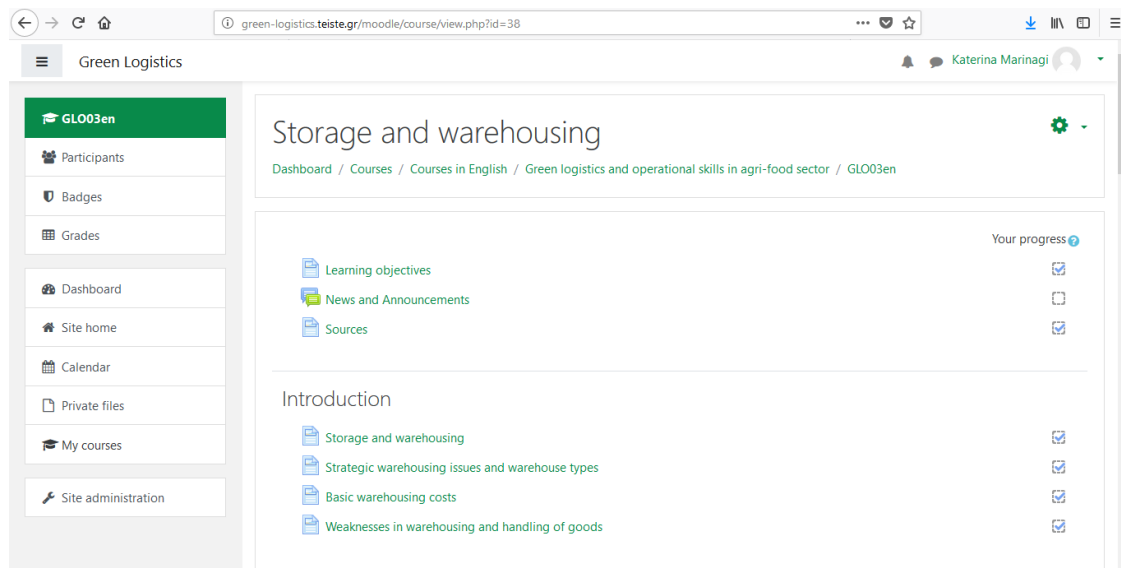 green-logistics.teiste.gr/moodle/course/view.php?id=38
Green Logistics
Katerina Marinagi
GLO03en
Participants
Badges
Grades
Dashboard
Site home
Calendar
Private files
My courses
Site administration
Storage and warehousing
Dashboard / Courses / Courses in English / Green logistics and operational skills in agri-food sector / GLO03en
Your progress ?
Learning objectives
News and Announcements
Sources
Introduction
Storage and warehousing
Strategic warehousing issues and warehouse types
Basic warehousing costs
Weaknesses in warehousing and handling of goods